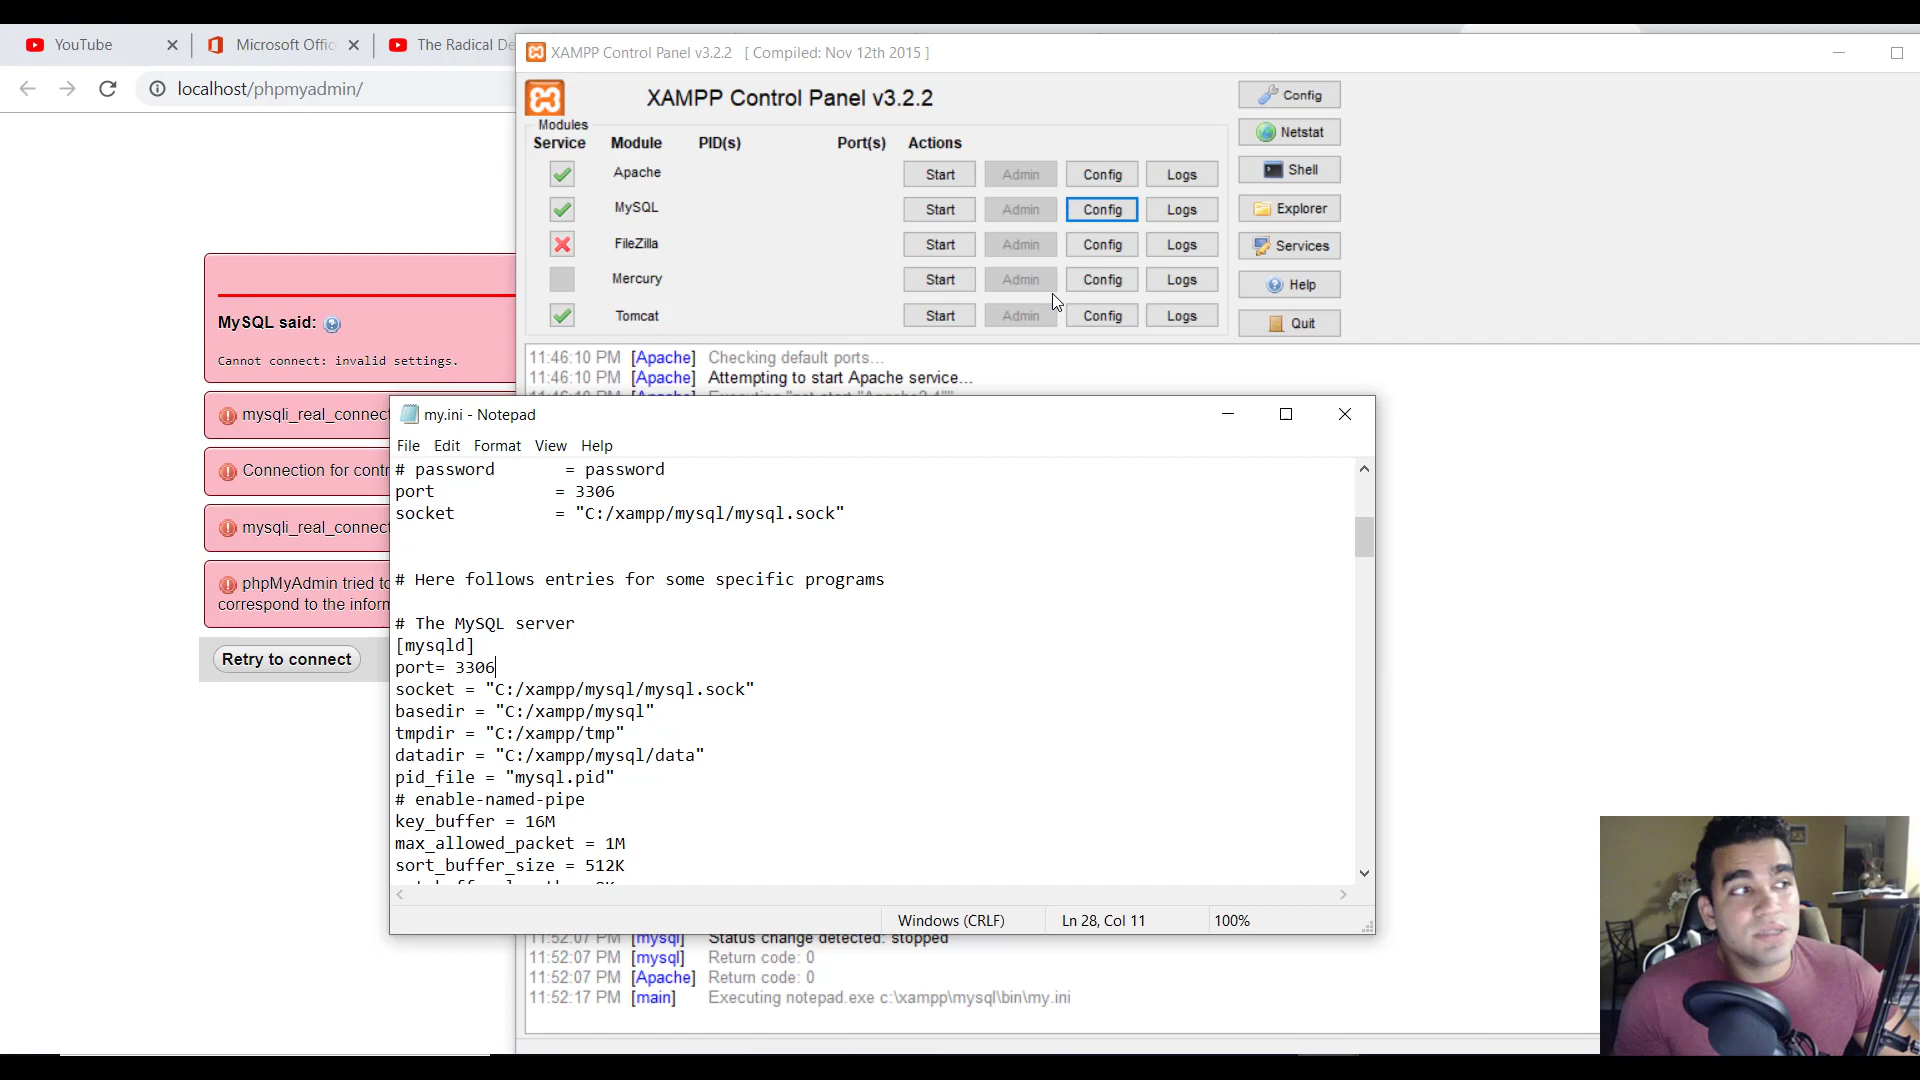 YouTube
Microsoft Offic
The Radical De
localhost/phpmyadmin/
MySQL said:
Cannot connect: invalid settings.
mysqli_real_connect
Connection for contr
mysqli_real_connect
phpMyAdmin tried to
correspond to the inform
Retry to connect
XAMPP Control Panel v3.2.2 [ Compiled: Nov 12th 2015 ]
XAMPP Control Panel v3.2.2
Modules
Service Module PID(s) Port(s) Actions
Apache Start Admin Config Logs
MySQL Start Admin Config Logs
FileZilla Start Admin Config Logs
Mercury Start Admin Config Logs
Tomcat Start Admin Config Logs
Config
Netstat
Shell
Explorer
Services
Help
Quit
11:46:10 PM [Apache] Checking default ports...
11:46:10 PM [Apache] Attempting to start Apache service...
my.ini - Notepad
File Edit Format View Help
# password = password
port = 3306
socket = "C:/xampp/mysql/mysql.sock"
# Here follows entries for some specific programs
# The MySQL server
[mysqld]
port= 3306
socket = "C:/xampp/mysql/mysql.sock"
basedir = "C:/xampp/mysql"
tmpdir = "C:/xampp/tmp"
datadir = "C:/xampp/mysql/data"
pid_file = "mysql.pid"
# enable-named-pipe
key_buffer = 16M
max_allowed_packet = 1M
sort_buffer_size = 512K
Windows (CRLF) Ln 28, Col 11 100%
11:52:07 PM [mysql] Status change detected: stopped
11:52:07 PM [mysql] Return code: 0
11:52:07 PM [Apache] Return code: 0
11:52:17 PM [main] Executing notepad.exe c:\xampp\mysql\bin\my.ini